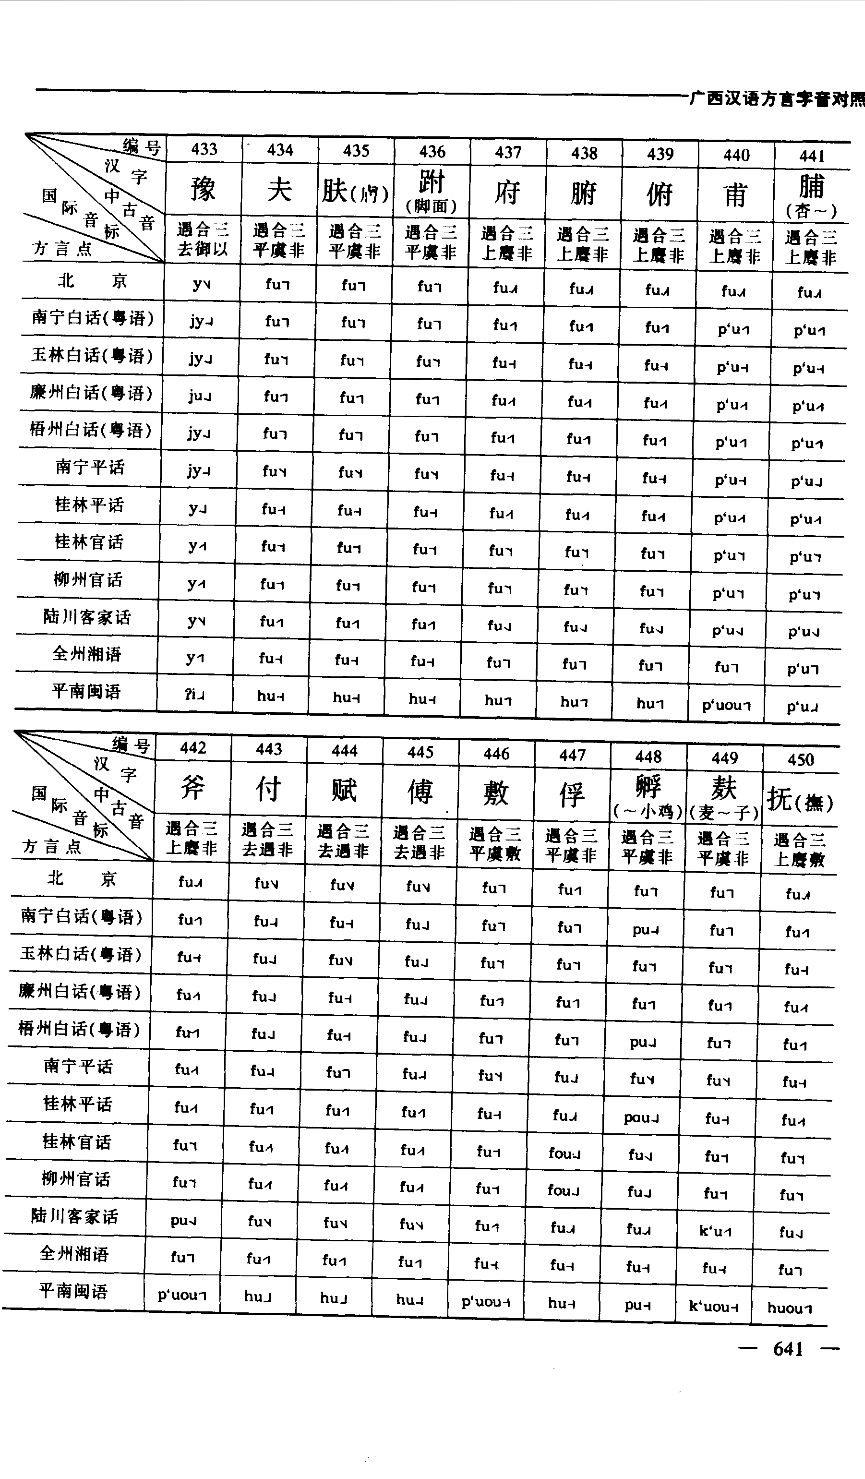 广西汉语方言字音对照
编号 433 434 435 436 437 438 439 440 441
汉字 豫 夫 肤(膚) 跗(脚面) 府 腑 俯 甫 脯(杏～)
国际音标 中古音 遇合三 遇合三 遇合三 遇合三 遇合三 遇合三 遇合三 遇合三 遇合三
方言点 去御以 平虞非 平虞非 平虞非 上麌非 上麌非 上麌非 上麌非 上麌非
北京 y fu fu fu fu fu fu fu fu
南宁白话(粤语) jy fu fu fu fu fu fu p‘u p‘u
玉林白话(粤语) jy fu fu fu fu fu fu p‘u p‘u
廉州白话(粤语) ju fu fu fu fu fu fu p‘u p‘u
梧州白话(粤语) jy fu fu fu fu fu fu p‘u p‘u
南宁平话 jy fu fu fu fu fu fu p‘u p‘u
桂林平话 y fu fu fu fu fu fu p‘u p‘u
桂林官话 y fu fu fu fu fu fu p‘u p‘u
柳州官话 y fu fu fu fu fu fu p‘u p‘u
陆川客家话 y fu fu fu fu fu fu p‘u p‘u
全州湘语 y fu fu fu fu fu fu fu p‘u
平南闽语 ʔi hu hu hu hu hu hu p‘uou p‘u
编号 442 443 444 445 446 447 448 449 450
汉字 斧 付 赋 傅 敷 俘 孵(～小鸡) 麸(麦～子) 抚(撫)
国际音标 中古音 遇合三 遇合三 遇合三 遇合三 遇合三 遇合三 遇合三 遇合三 遇合三
方言点 上麌非 去遇非 去遇非 去遇非 平虞敷 平虞非 平虞非 平虞非 上麌敷
北京 fu fu fu fu fu fu fu fu fu
南宁白话(粤语) fu fu fu fu fu fu pu fu fu
玉林白话(粤语) fu fu fu fu fu fu fu fu fu
廉州白话(粤语) fu fu fu fu fu fu fu fu fu
梧州白话(粤语) fu fu fu fu fu fu pu fu fu
南宁平话 fu fu fu fu fu fu fu fu fu
桂林平话 fu fu fu fu fu fu pou fu fu
桂林官话 fu fu fu fu fu fou fu fu fu
柳州官话 fu fu fu fu fu fou fu fu fu
陆川客家话 pu fu fu fu fu fu fu k‘u fu
全州湘语 fu fu fu fu fu fu fu fu fu
平南闽语 p‘uou hu hu hu p‘uou hu pu k‘uou huou
— 641 —